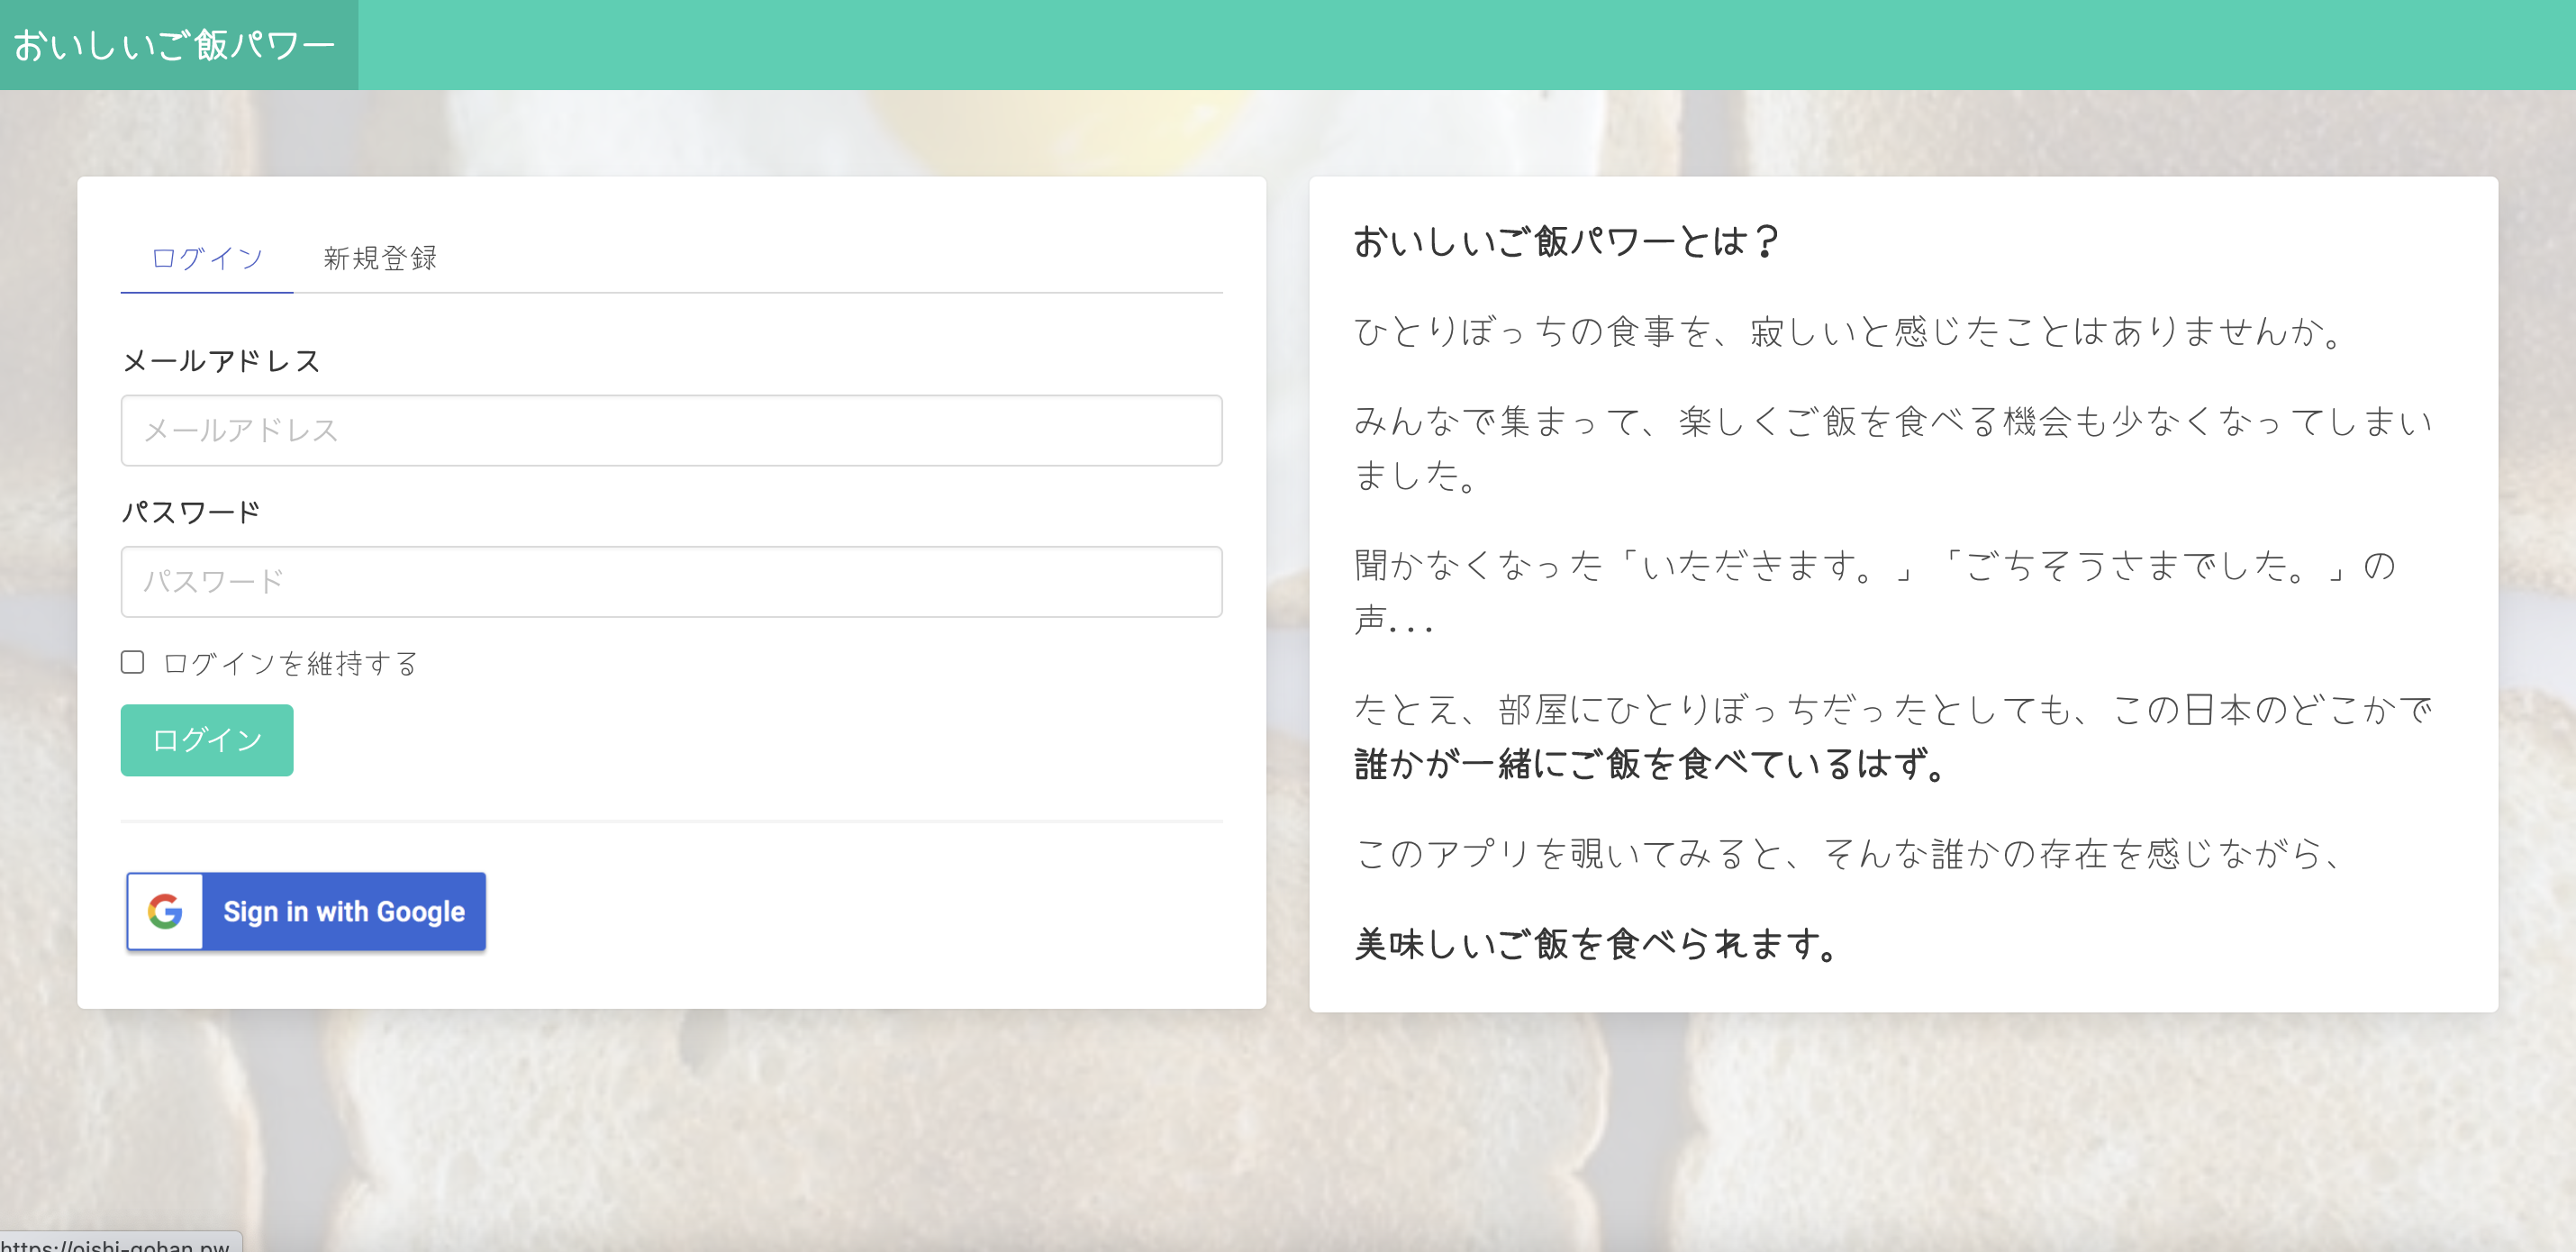 おいしいご飯パワー
ログイン 新規登録
メールアドレス
メールアドレス
パスワード
パスワード
ログインを維持する
ログイン
Sign in with Google
おいしいご飯パワーとは？
ひとりぼっちの食事を、寂しいと感じたことはありませんか。
みんなで集まって、楽しくご飯を食べる機会も少なくなってしまい
ました。
聞かなくなった「いただきます。」「ごちそうさまでした。」の
声...
たとえ、部屋にひとりぼっちだったとしても、この日本のどこかで
誰かが一緒にご飯を食べているはず。
このアプリを覗いてみると、そんな誰かの存在を感じながら、
美味しいご飯を食べられます。
https://oishi-gohan.pw